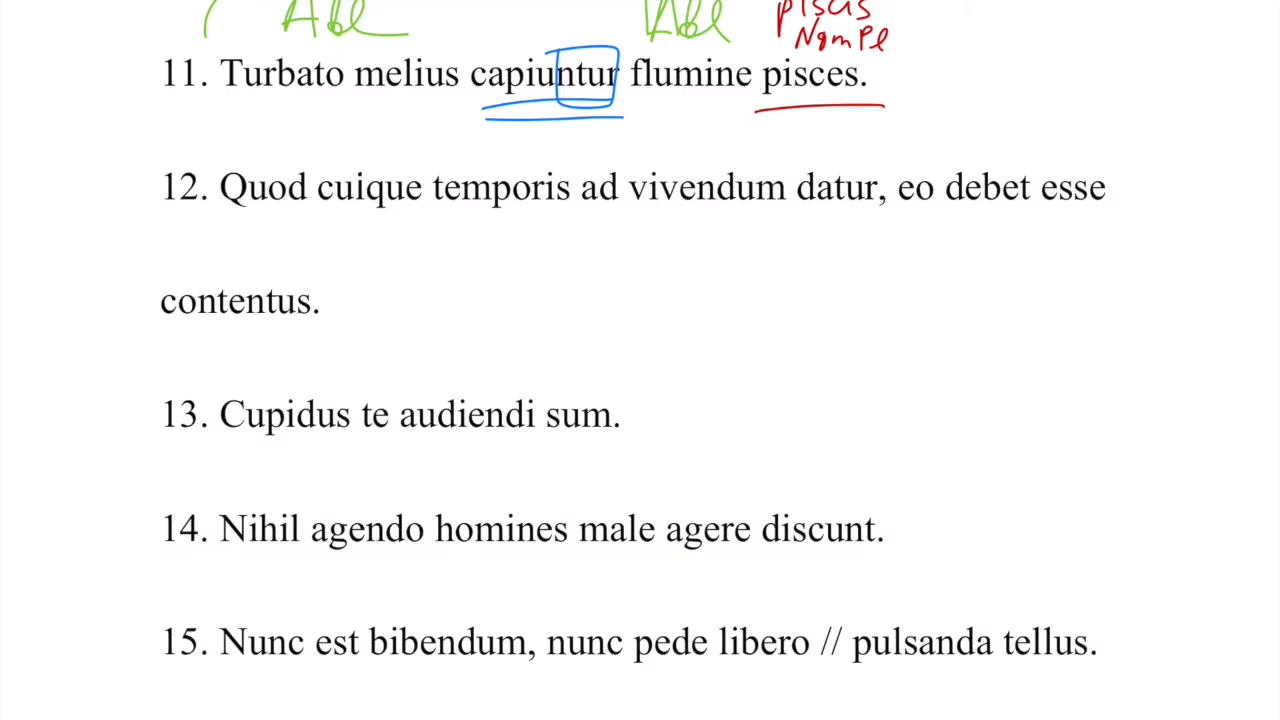 Abl Abl piscis
Nom Pl
11. Turbato melius capiuntur flumine pisces.
12. Quod cuique temporis ad vivendum datur, eo debet esse
contentus.
13. Cupidus te audiendi sum.
14. Nihil agendo homines male agere discunt.
15. Nunc est bibendum, nunc pede libero // pulsanda tellus.